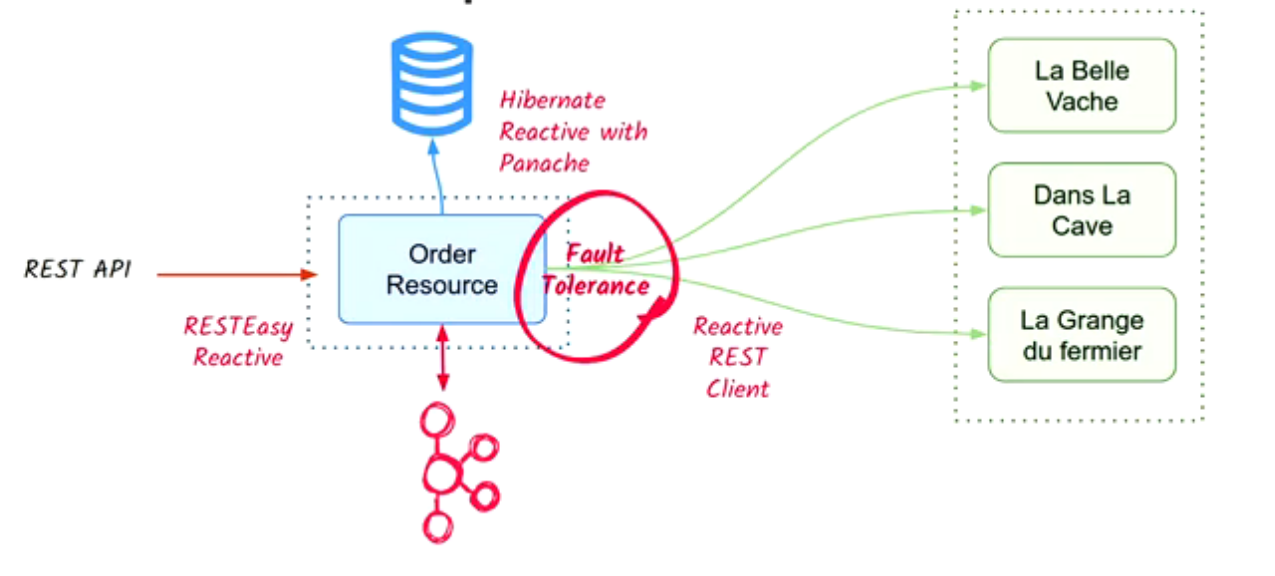 Hibernate
Reactive with
Panache
La Belle
Vache
Dans La
Cave
REST API
Order
Resource
Fault
Tolerance
RESTEasy
Reactive
Reactive
REST
Client
La Grange
du fermier